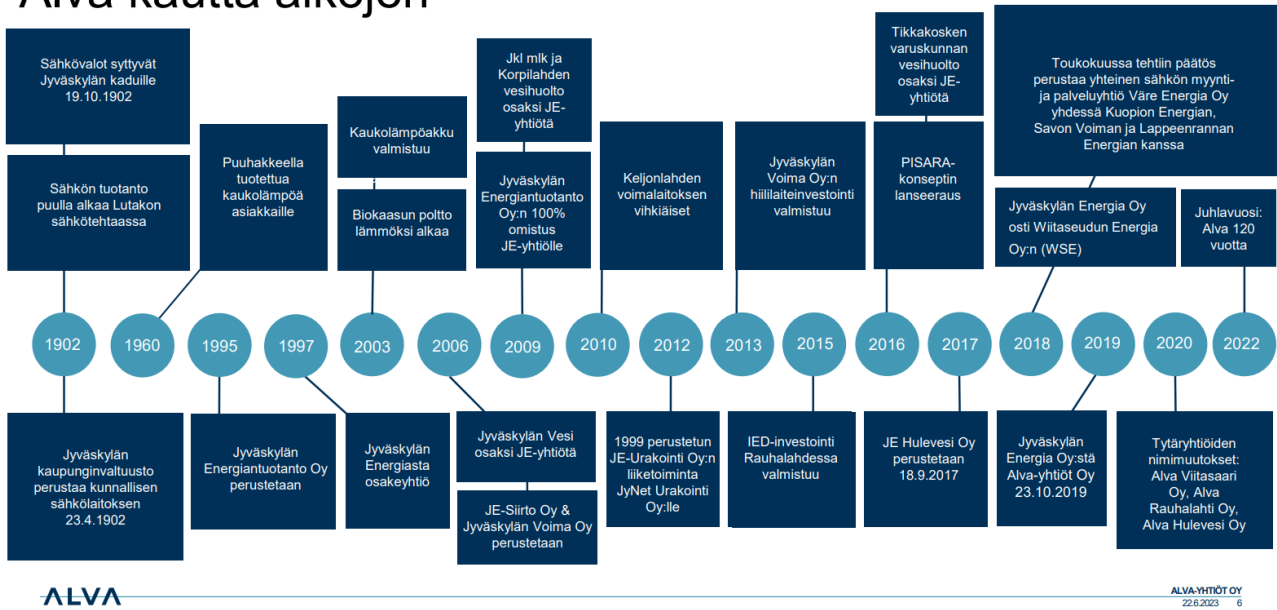 Alva kautta aikojen
Sähkövalot syttyvät
Jyväskylän kaduille
19.10.1902
Sähkön tuotanto
puulla alkaa Lutakon
sähkötehtaassa
Puuhakkeella
tuotettua
kaukolämpöä
asiakkaille
Kaukolämpöakku
valmistuu
Biokaasun poltto
lämmöksi alkaa
Jkl mlk ja
Korpilahden
vesihuolto
osaksi JE-
yhtiötä
Jyväskylän
Energiantuotanto
Oy:n 100%
omistus
JE-yhtiölle
Keljonlahden
voimalaitoksen
vihkiäiset
Jyväskylän
Voima Oy:n
hiililaiteinvestointi
valmistuu
Tikkakosken
varuskunnan
vesihuolto
osaksi JE-
yhtiötä
PISARA-
konseptin
lanseeraus
Toukokuussa tehtiin päätös
perustaa yhteinen sähkön myynti-
ja palveluyhtiö Väre Energia Oy
yhdessä Kuopion Energian,
Savon Voiman ja Lappeenrannan
Energian kanssa
Jyväskylän Energia Oy
osti Wiitaseudun Energia
Oy:n (WSE)
Juhlavuosi:
Alva 120
vuotta
1902 1960 1995 1997 2003 2006 2009 2010 2012 2013 2015 2016 2017 2018 2019 2020 2022
Jyväskylän
kaupunginvaltuusto
perustaa kunnallisen
sähkölaitoksen
23.4.1902
Jyväskylän
Energiantuotanto Oy
perustetaan
Jyväskylän
Energiasta
osakeyhtiö
Jyväskylän Vesi
osaksi JE-yhtiötä
JE-Siirto Oy &
Jyväskylän Voima Oy
perustetaan
1999 perustetun
JE-Urakointi Oy:n
liiketoiminta
JyNet Urakointi
Oy:lle
IED-investointi
Rauhalahdessa
valmistuu
JE Hulevesi Oy
perustetaan
18.9.2017
Jyväskylän
Energia Oy:stä
Alva-yhtiöt Oy
23.10.2019
Tytäryhtiöiden
nimimuutokset:
Alva Viitasaari
Oy, Alva
Rauhalahti Oy,
Alva Hulevesi Oy
ALVA
ALVA-YHTIÖT OY
22.6.2023 6